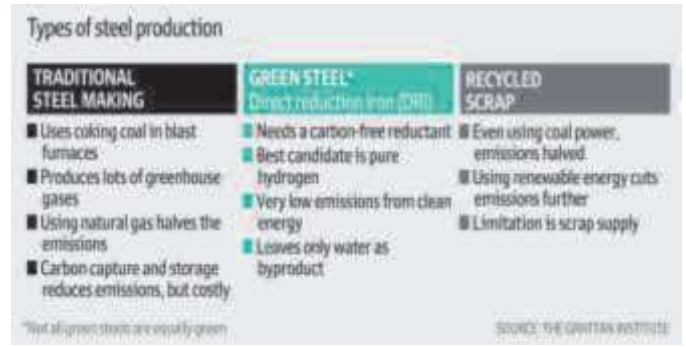 Types of steel production
TRADITIONAL
STEEL MAKING
Uses coking coal in blast
furnaces
Produces lots of greenhouse
gases
Using natural gas halves the
emissions
Carbon capture and storage
reduces emissions, but costly
GREEN STEEL*
Direct reduction iron (DRI)
Needs a carbon-free reductant
Best candidate is pure
hydrogen
Very low emissions from clean
energy
Leaves only water as
byproduct
RECYCLED
SCRAP
Even using coal power,
emissions halved
Using renewable energy cuts
emissions further
Limitation is scrap supply
*Not all green steels are equally green
SOURCE: THE GRATTAN INSTITUTE